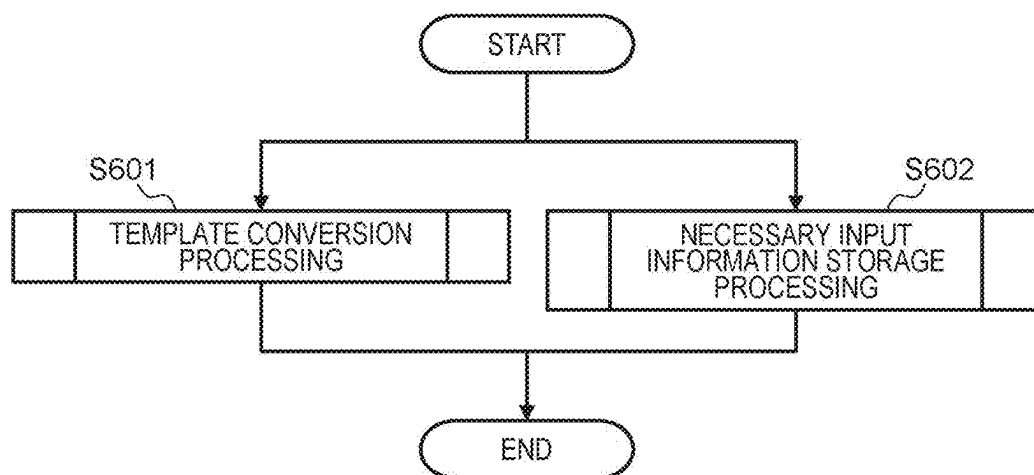 START
S601
S602
TEMPLATE CONVERSION
PROCESSING
NECESSARY INPUT
INFORMATION STORAGE
PROCESSING
END